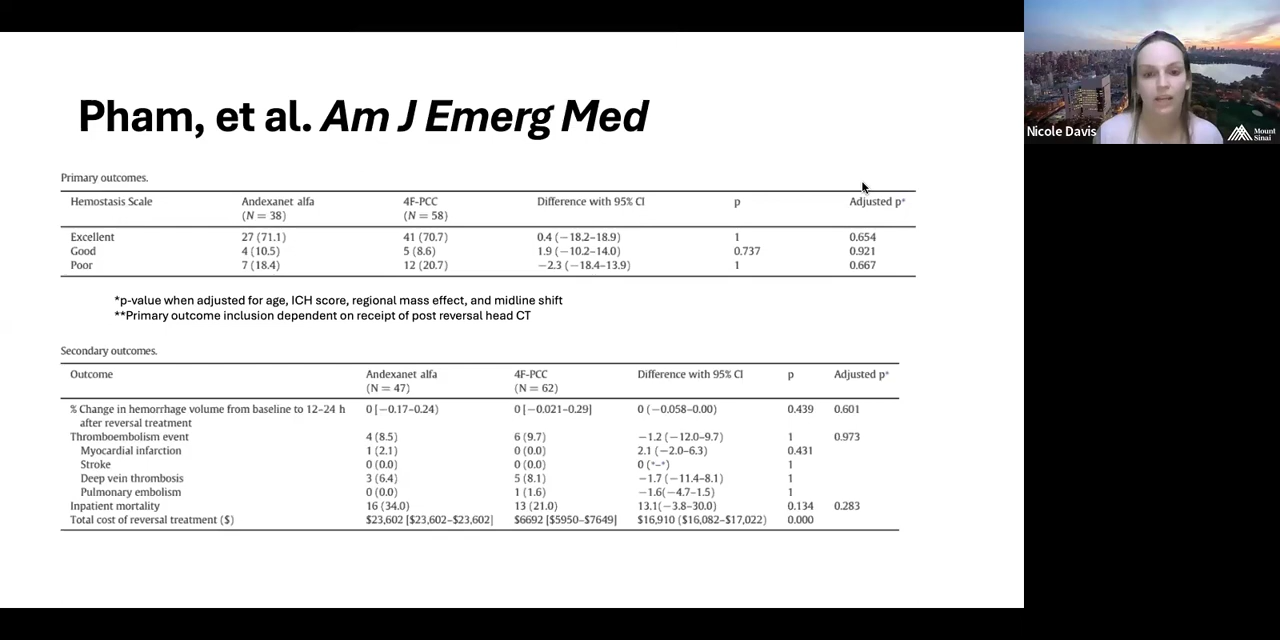 Pham, et al. Am J Emerg Med
Primary outcomes.
Hemostasis Scale Andexanet alfa (N = 38) 4F-PCC (N = 58) Difference with 95% CI p Adjusted p*
Excellent 27 (71.1) 41 (70.7) 0.4 (−18.2–18.9) 1 0.654
Good 4 (10.5) 5 (8.6) 1.9 (−10.2–14.0) 0.737 0.921
Poor 7 (18.4) 12 (20.7) −2.3 (−18.4–13.9) 1 0.667
*p-value when adjusted for age, ICH score, regional mass effect, and midline shift
**Primary outcome inclusion dependent on receipt of post reversal head CT
Secondary outcomes.
Outcome Andexanet alfa (N = 47) 4F-PCC (N = 62) Difference with 95% CI p Adjusted p*
% Change in hemorrhage volume from baseline to 12–24 h 0 [−0.17–0.24) 0 [−0.021–0.29] 0 (−0.058–0.00) 0.439 0.601
after reversal treatment
Thromboembolism event 4 (8.5) 6 (9.7) −1.2 (−12.0–9.7) 1 0.973
Myocardial infarction 1 (2.1) 0 (0.0) 2.1 (−2.0–6.3) 0.431
Stroke 0 (0.0) 0 (0.0) 0 (*–*) 1
Deep vein thrombosis 3 (6.4) 5 (8.1) −1.7 (−11.4–8.1) 1
Pulmonary embolism 0 (0.0) 1 (1.6) −1.6(−4.7–1.5) 1
Inpatient mortality 16 (34.0) 13 (21.0) 13.1(−3.8–30.0) 0.134 0.283
Total cost of reversal treatment ($) $23,602 [$23,602–$23,602] $6692 [$5950–$7649] $16,910 ($16,082–$17,022) 0.000
Nicole Davis
Mount
Sinai